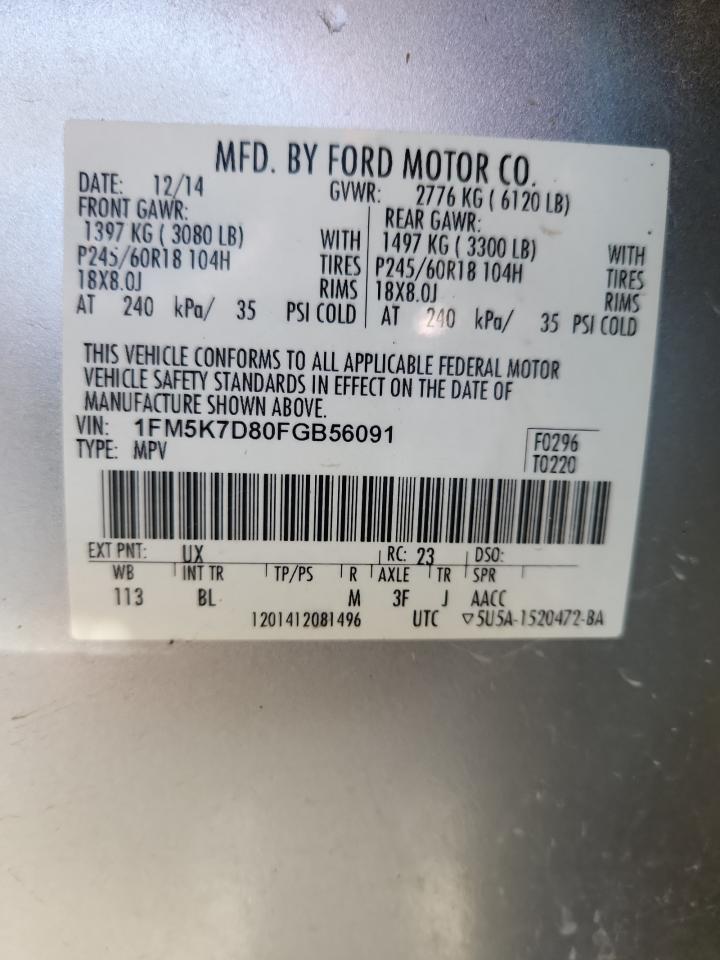 MFD. BY FORD MOTOR CO.
DATE: 12/14 GVWR: 2776 KG ( 6120 LB)
FRONT GAWR: REAR GAWR:
1397 KG ( 3080 LB) WITH 1497 KG ( 3300 LB) WITH
P245/60R18 104H TIRES P245/60R18 104H TIRES
18X8.0J RIMS 18X8.0J RIMS
AT 240 kPa/ 35 PSI COLD AT 240 kPa/ 35 PSI COLD
THIS VEHICLE CONFORMS TO ALL APPLICABLE FEDERAL MOTOR
VEHICLE SAFETY STANDARDS IN EFFECT ON THE DATE OF
MANUFACTURE SHOWN ABOVE.
VIN: 1FM5K7D80FGB56091 F0296
TYPE: MPV T0220
EXT PNT: UX RC: 23 DSO:
WB INT TR TP/PS R AXLE TR SPR
113 BL M 3F J AACC
1201412081496 UTC ▽5U5A-1520472-BA